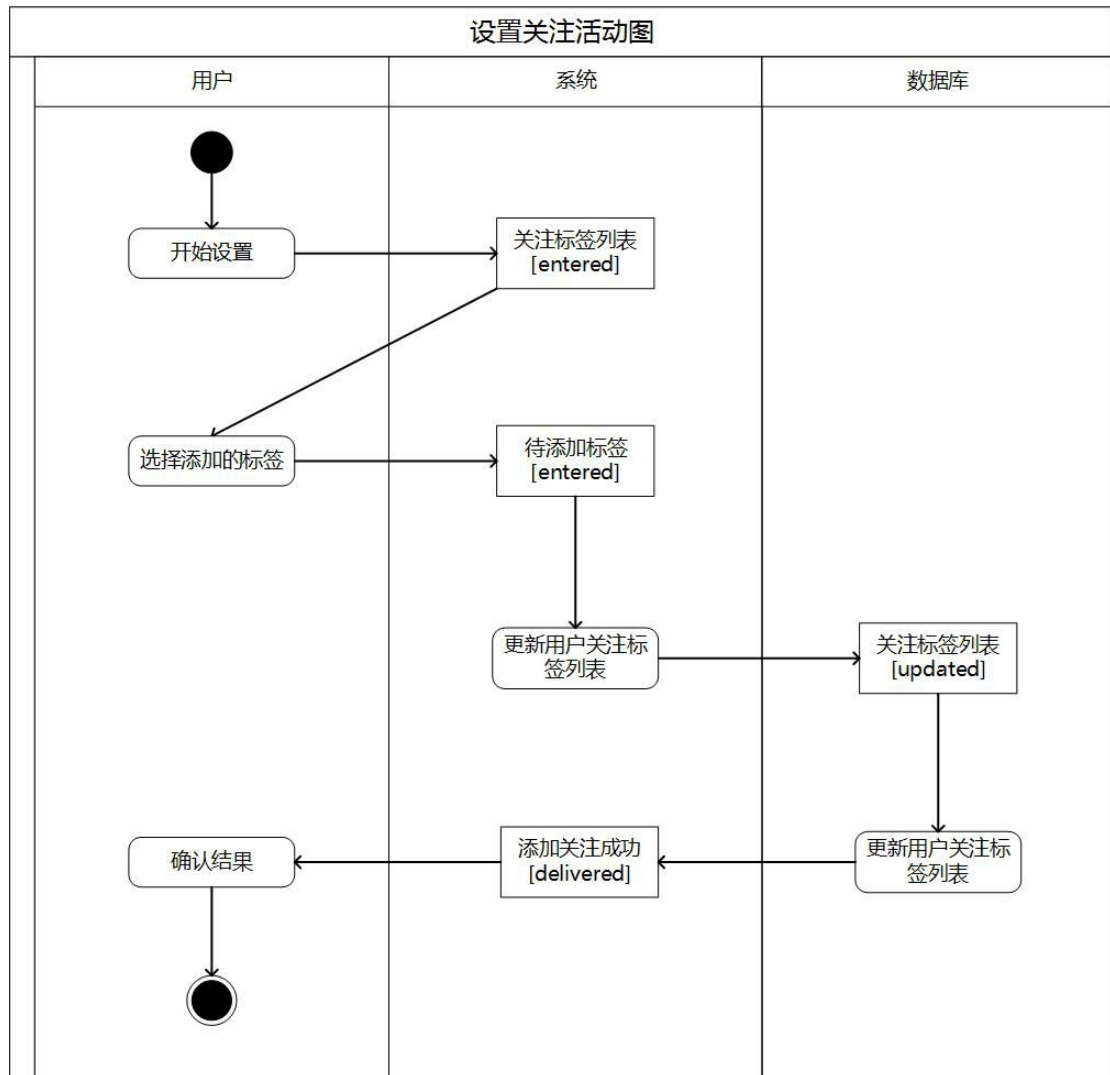 设置关注活动图
用户
系统
数据库
开始设置
关注标签列表
[entered]
选择添加的标签
待添加标签
[entered]
更新用户关注标
签列表
关注标签列表
[updated]
确认结果
添加关注成功
[delivered]
更新用户关注标
签列表